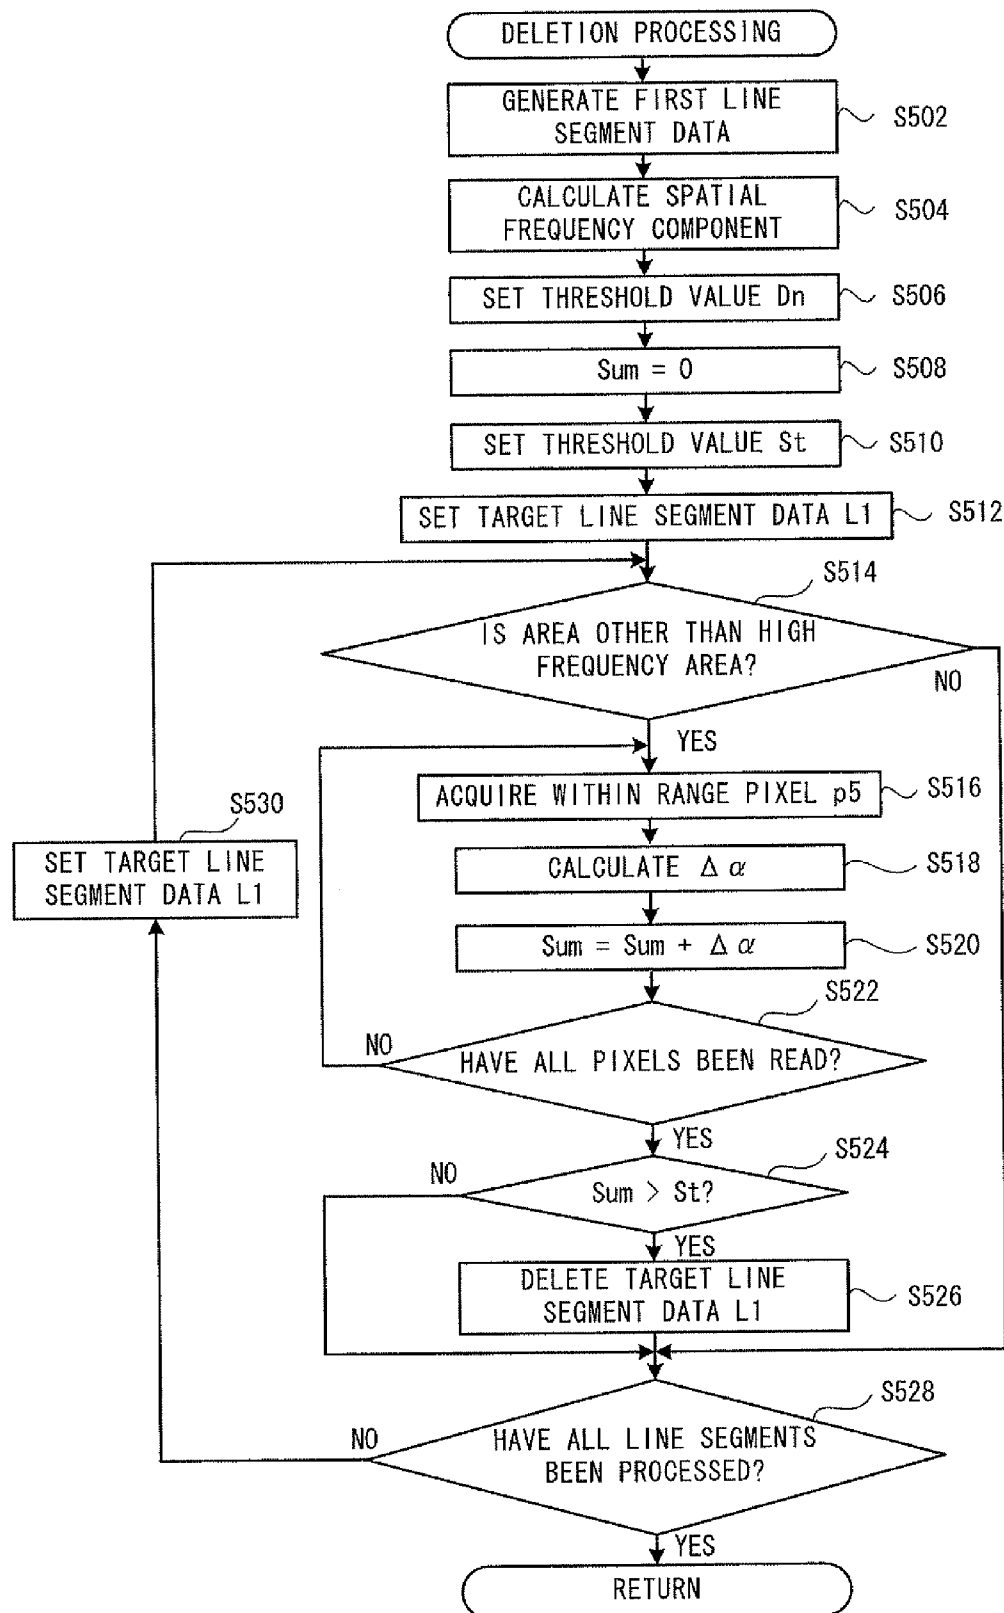 DELETION PROCESSING
GENERATE FIRST LINE
SEGMENT DATA
S502
CALCULATE SPATIAL
FREQUENCY COMPONENT
S504
SET THRESHOLD VALUE Dn
S506
Sum = 0
S508
SET THRESHOLD VALUE St
S510
SET TARGET LINE SEGMENT DATA L1
S512
S514
IS AREA OTHER THAN HIGH
FREQUENCY AREA?
NO
YES
ACQUIRE WITHIN RANGE PIXEL p5
S516
S530
SET TARGET LINE
SEGMENT DATA L1
CALCULATE Δ α
S518
Sum = Sum + Δ α
S520
S522
NO
HAVE ALL PIXELS BEEN READ?
YES
S524
NO
Sum > St?
YES
DELETE TARGET LINE
SEGMENT DATA L1
S526
S528
NO
HAVE ALL LINE SEGMENTS
BEEN PROCESSED?
YES
RETURN